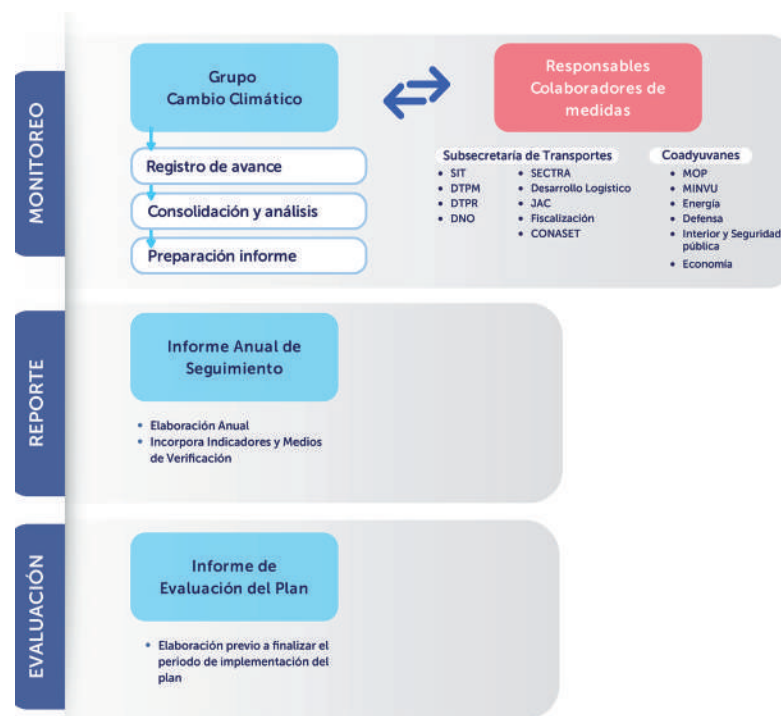 MONITOREO
Grupo
Cambio Climático
Registro de avance
Consolidación y análisis
Preparación informe
Responsables
Colaboradores de
medidas
Subsecretaría de Transportes
• SIT
• DTPM
• DTPR
• DNO
• SECTRA
• Desarrollo Logístico
• JAC
• Fiscalización
• CONASET
Coadyuvanes
• MOP
• MINVU
• Energía
• Defensa
• Interior y Seguridad
pública
• Economía
REPORTE
Informe Anual de
Seguimiento
• Elaboración Anual
• Incorpora Indicadores y Medios
de Verificación
EVALUACIÓN
Informe de
Evaluación del Plan
• Elaboración previo a finalizar el
periodo de implementación del
plan